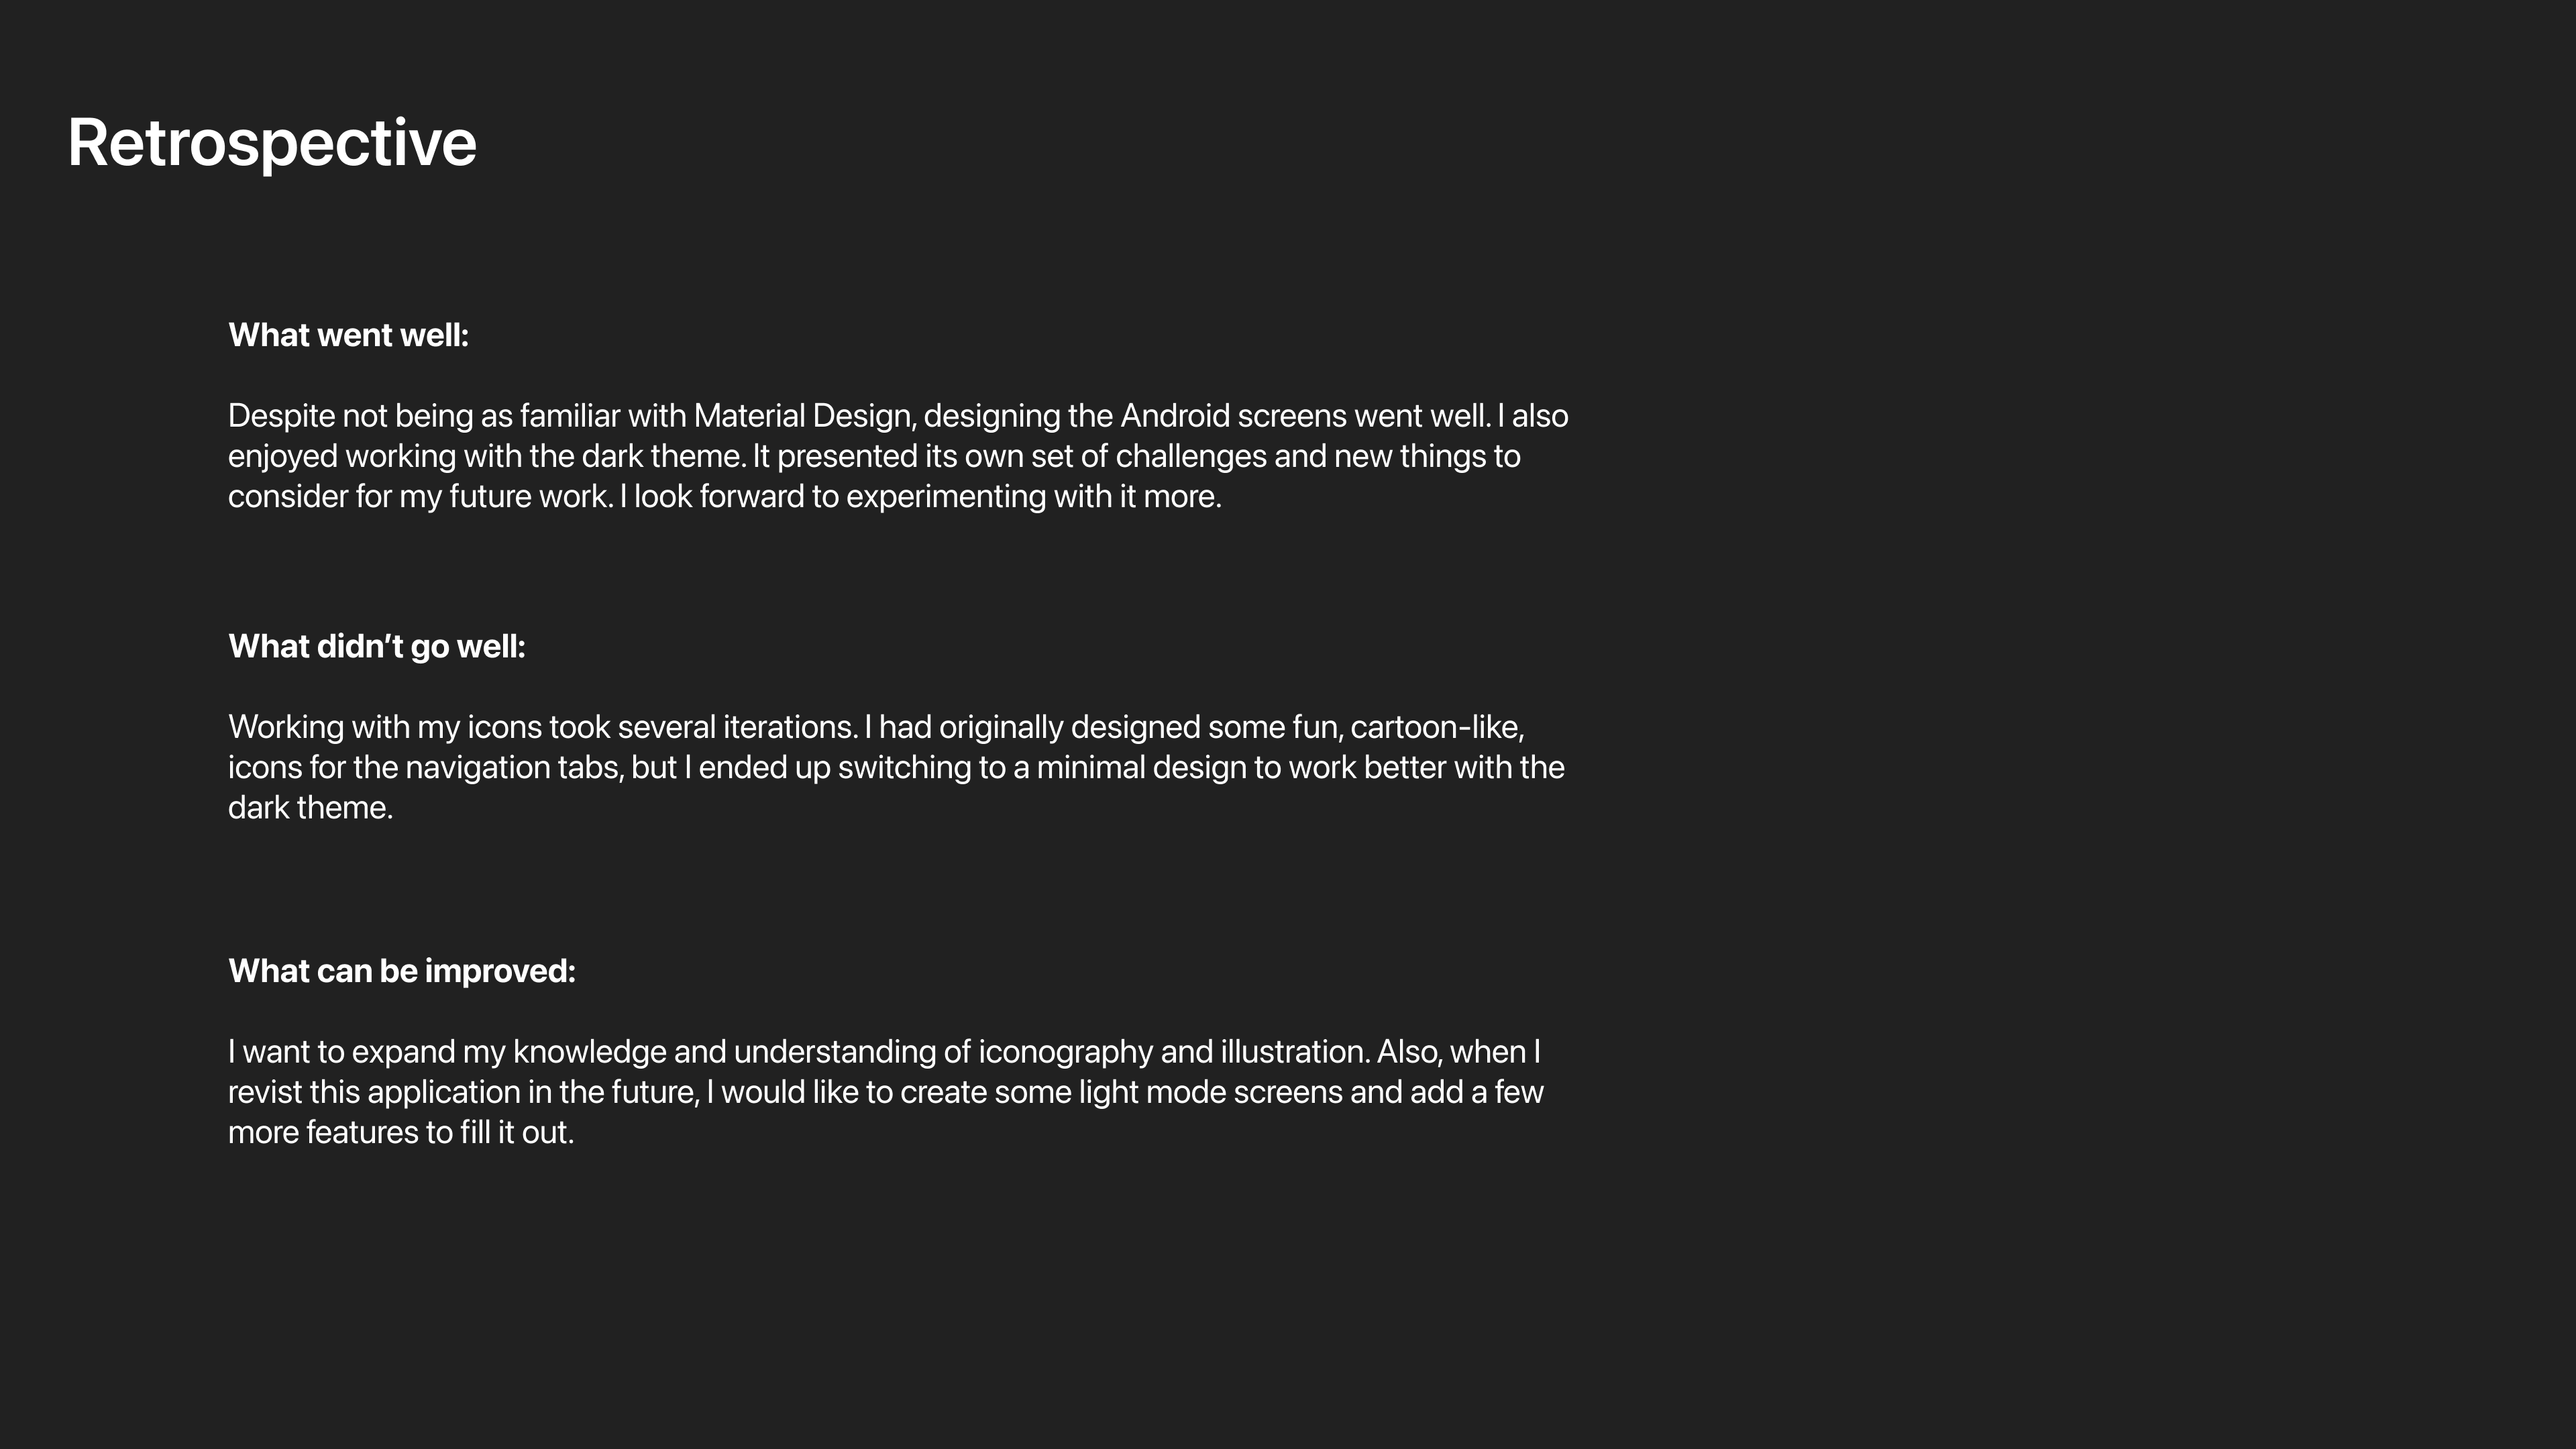 Retrospective
What went well:
Despite not being as familiar with Material Design, designing the Android screens went well. I also
enjoyed working with the dark theme. It presented its own set of challenges and new things to
consider for my future work. I look forward to experimenting with it more.
What didn’t go well:
Working with my icons took several iterations. I had originally designed some fun, cartoon-like,
icons for the navigation tabs, but I ended up switching to a minimal design to work better with the
dark theme.
What can be improved:
I want to expand my knowledge and understanding of iconography and illustration. Also, when I
revist this application in the future, I would like to create some light mode screens and add a few
more features to fill it out.